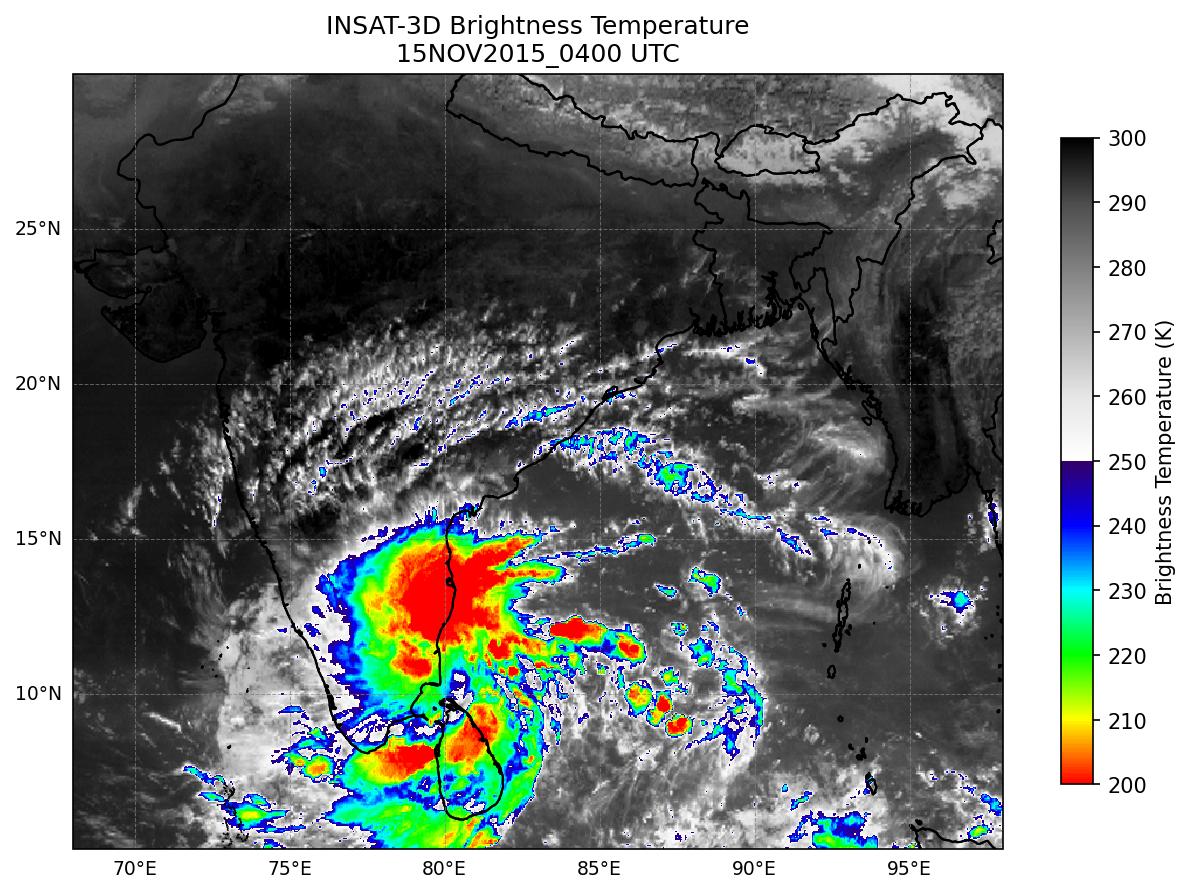 INSAT-3D Brightness Temperature
15NOV2015_0400 UTC
25°N
20°N
15°N
10°N
70°E
75°E
80°E
85°E
90°E
95°E
300
290
280
270
260
250
240
230
220
210
200
Brightness Temperature (K)